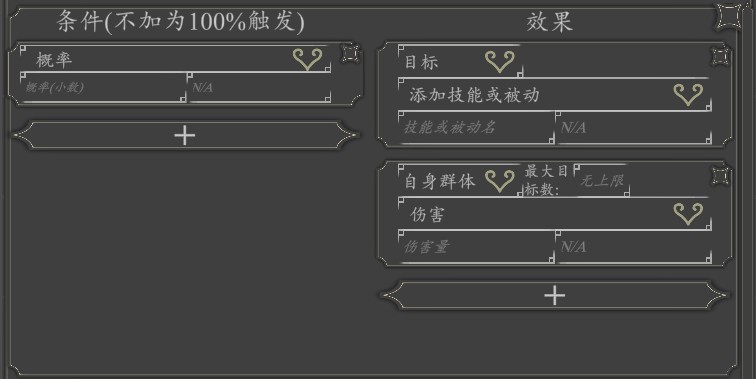 条件(不加为100%触发)
概率
概率(小数)
N/A
+
效果
目标
添加技能或被动
技能或被动名
N/A
自身群体
最大目
标数:
无上限
伤害
伤害量
N/A
+